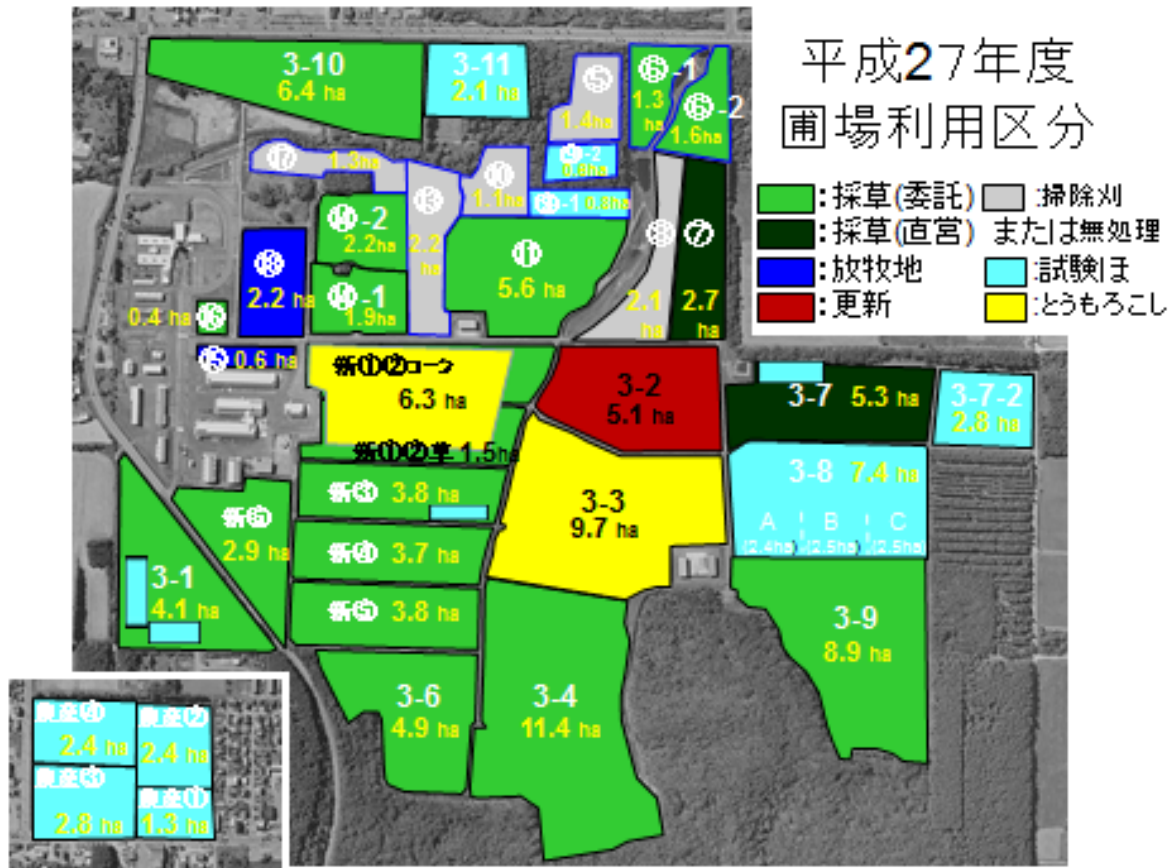 平成27年度
圃場利用区分
:採草(委託)
:掃除刈
または無処理
:採草(直営)
:放牧地
:試験ほ
:更新
:とうもろこし
3-10
6.4 ha
3-11
2.1 ha
⑤
1.4ha
⑥-1
1.3
ha
⑥-2
1.6ha
⑰
1.3ha
⑬
2.2
ha
⑩
1.1ha
⑨-2
0.8ha
0.8ha
⑭-2
2.2ha
⑭-1
1.9ha
⑪
5.6 ha
⑧
2.1
ha
⑦
2.7
ha
⑱
2.2 ha
0.4 ha
⑯
⑮
0.6 ha
新①②コーン
6.3 ha
新①②草 1.5ha
3-2
5.1 ha
3-7 5.3 ha
3-7-2
2.8 ha
新③ 3.8 ha
3-3
9.7 ha
3-8 7.4 ha
A
B
C
(2.4ha)
(2.5ha)
(2.5ha)
新⑥
2.9 ha
新④ 3.7 ha
3-1
4.1 ha
新⑤ 3.8 ha
3-9
8.9 ha
3-6
4.9 ha
3-4
11.4 ha
農産④
2.4 ha
農産②
2.4 ha
農産③
2.8 ha
農産①
1.3 ha